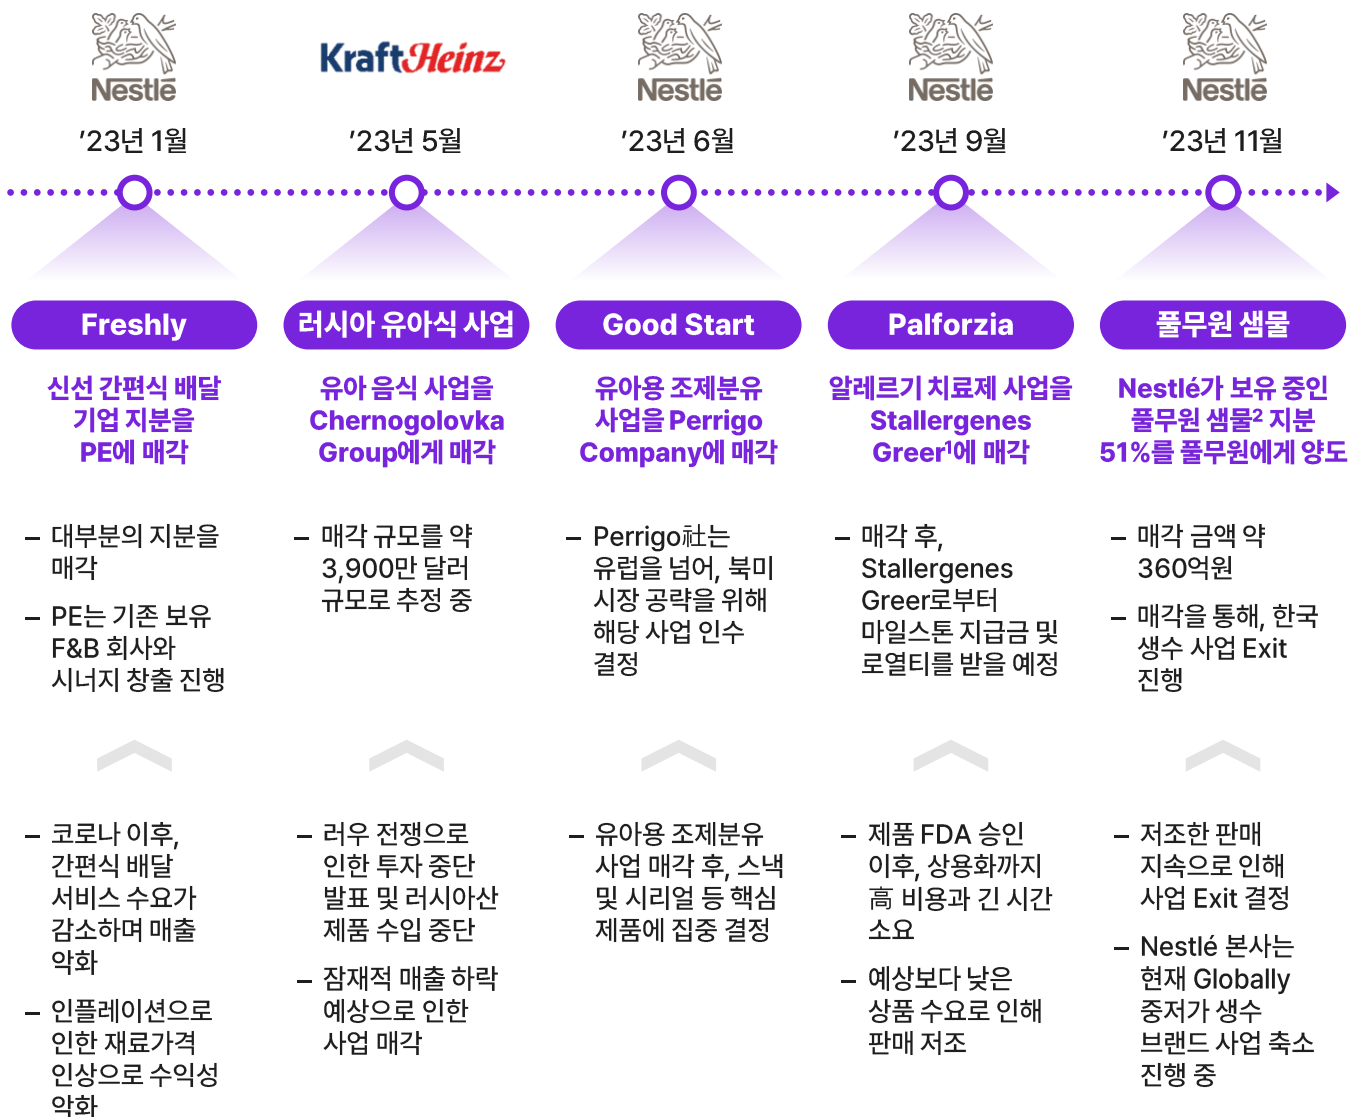 Nestlé
’23년 1월
Freshly
신선 간편식 배달
기업 지분을
PE에 매각
– 대부분의 지분을
매각
– PE는 기존 보유
F&B 회사와
시너지 창출 진행
– 코로나 이후,
간편식 배달
서비스 수요가
감소하며 매출
악화
– 인플레이션으로
인한 재료가격
인상으로 수익성
악화
KraftHeinz
’23년 5월
러시아 유아식 사업
유아 음식 사업을
Chernogolovka
Group에게 매각
– 매각 규모를 약
3,900만 달러
규모로 추정 중
– 러우 전쟁으로
인한 투자 중단
발표 및 러시아산
제품 수입 중단
– 잠재적 매출 하락
예상으로 인한
사업 매각
Nestlé
’23년 6월
Good Start
유아용 조제분유
사업을 Perrigo
Company에 매각
– Perrigo社는
유럽을 넘어, 북미
시장 공략을 위해
해당 사업 인수
결정
– 유아용 조제분유
사업 매각 후, 스낵
및 시리얼 등 핵심
제품에 집중 결정
Nestlé
’23년 9월
Palforzia
알레르기 치료제 사업을
Stallergenes
Greer¹에 매각
– 매각 후,
Stallergenes
Greer로부터
마일스톤 지급금 및
로열티를 받을 예정
– 제품 FDA 승인
이후, 상용화까지
高 비용과 긴 시간
소요
– 예상보다 낮은
상품 수요로 인해
판매 저조
Nestlé
’23년 11월
풀무원 샘물
Nestlé가 보유 중인
풀무원 샘물² 지분
51%를 풀무원에게 양도
– 매각 금액 약
360억원
– 매각을 통해, 한국
생수 사업 Exit
진행
– 저조한 판매
지속으로 인해
사업 Exit 결정
– Nestlé 본사는
현재 Globally
중저가 생수
브랜드 사업 축소
진행 중